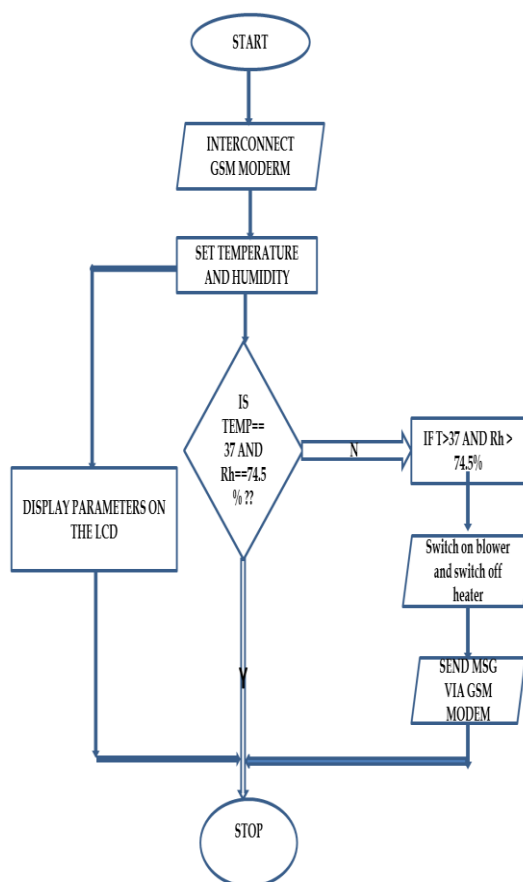 START
INTERCONNECT
GSM MODERM
SET TEMPERATURE
AND HUMIDITY
IS
TEMP==
37 AND
Rh==74.5
% ??
N
IF T>37 AND Rh >
74.5%
DISPLAY PARAMETERS ON
THE LCD
Switch on blower
and switch off
heater
Y
SEND MSG
VIA GSM
MODEM
STOP